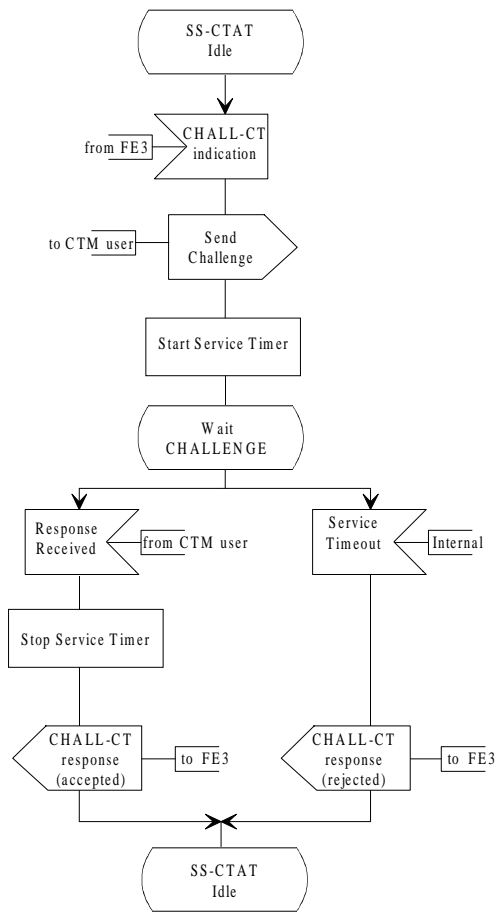 SS-CTAT
Idle
CHALL-CT
indication
from FE3
Send
Challenge
to CTM user
Start Service Timer
Wait
CHALLENGE
Response
Received
from CTM user
Service
Timeout
Internal
Stop Service Timer
CHALL-CT
response
(accepted)
to FE3
CHALL-CT
response
(rejected)
to FE3
SS-CTAT
Idle